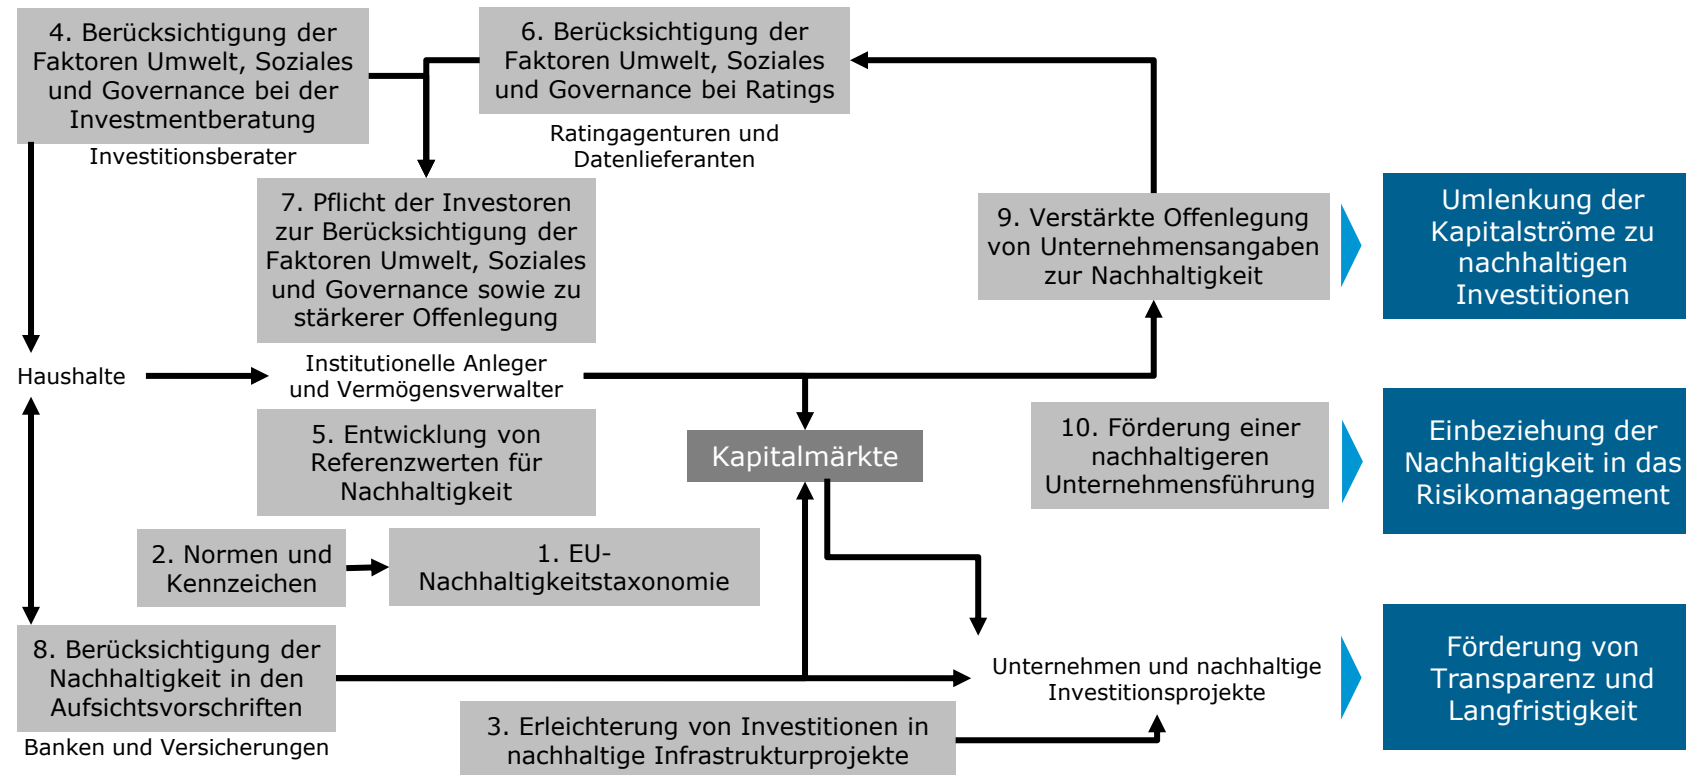 4. Berücksichtigung der
Faktoren Umwelt, Soziales
und Governance bei der
Investmentberatung
Investitionsberater
6. Berücksichtigung der
Faktoren Umwelt, Soziales
und Governance bei Ratings
Ratingagenturen und
Datenlieferanten
7. Pflicht der Investoren
zur Berücksichtigung der
Faktoren Umwelt, Soziales
und Governance sowie zu
stärkerer Offenlegung
9. Verstärkte Offenlegung
von Unternehmensangaben
zur Nachhaltigkeit
Umlenkung der
Kapitalströme zu
nachhaltigen
Investitionen
Haushalte
Institutionelle Anleger
und Vermögensverwalter
5. Entwicklung von
Referenzwerten für
Nachhaltigkeit
Kapitalmärkte
10. Förderung einer
nachhaltigeren
Unternehmensführung
Einbeziehung der
Nachhaltigkeit in das
Risikomanagement
2. Normen und
Kennzeichen
1. EU-
Nachhaltigkeitstaxonomie
8. Berücksichtigung der
Nachhaltigkeit in den
Aufsichtsvorschriften
Banken und Versicherungen
Unternehmen und nachhaltige
Investitionsprojekte
3. Erleichterung von Investitionen in
nachhaltige Infrastrukturprojekte
Förderung von
Transparenz und
Langfristigkeit